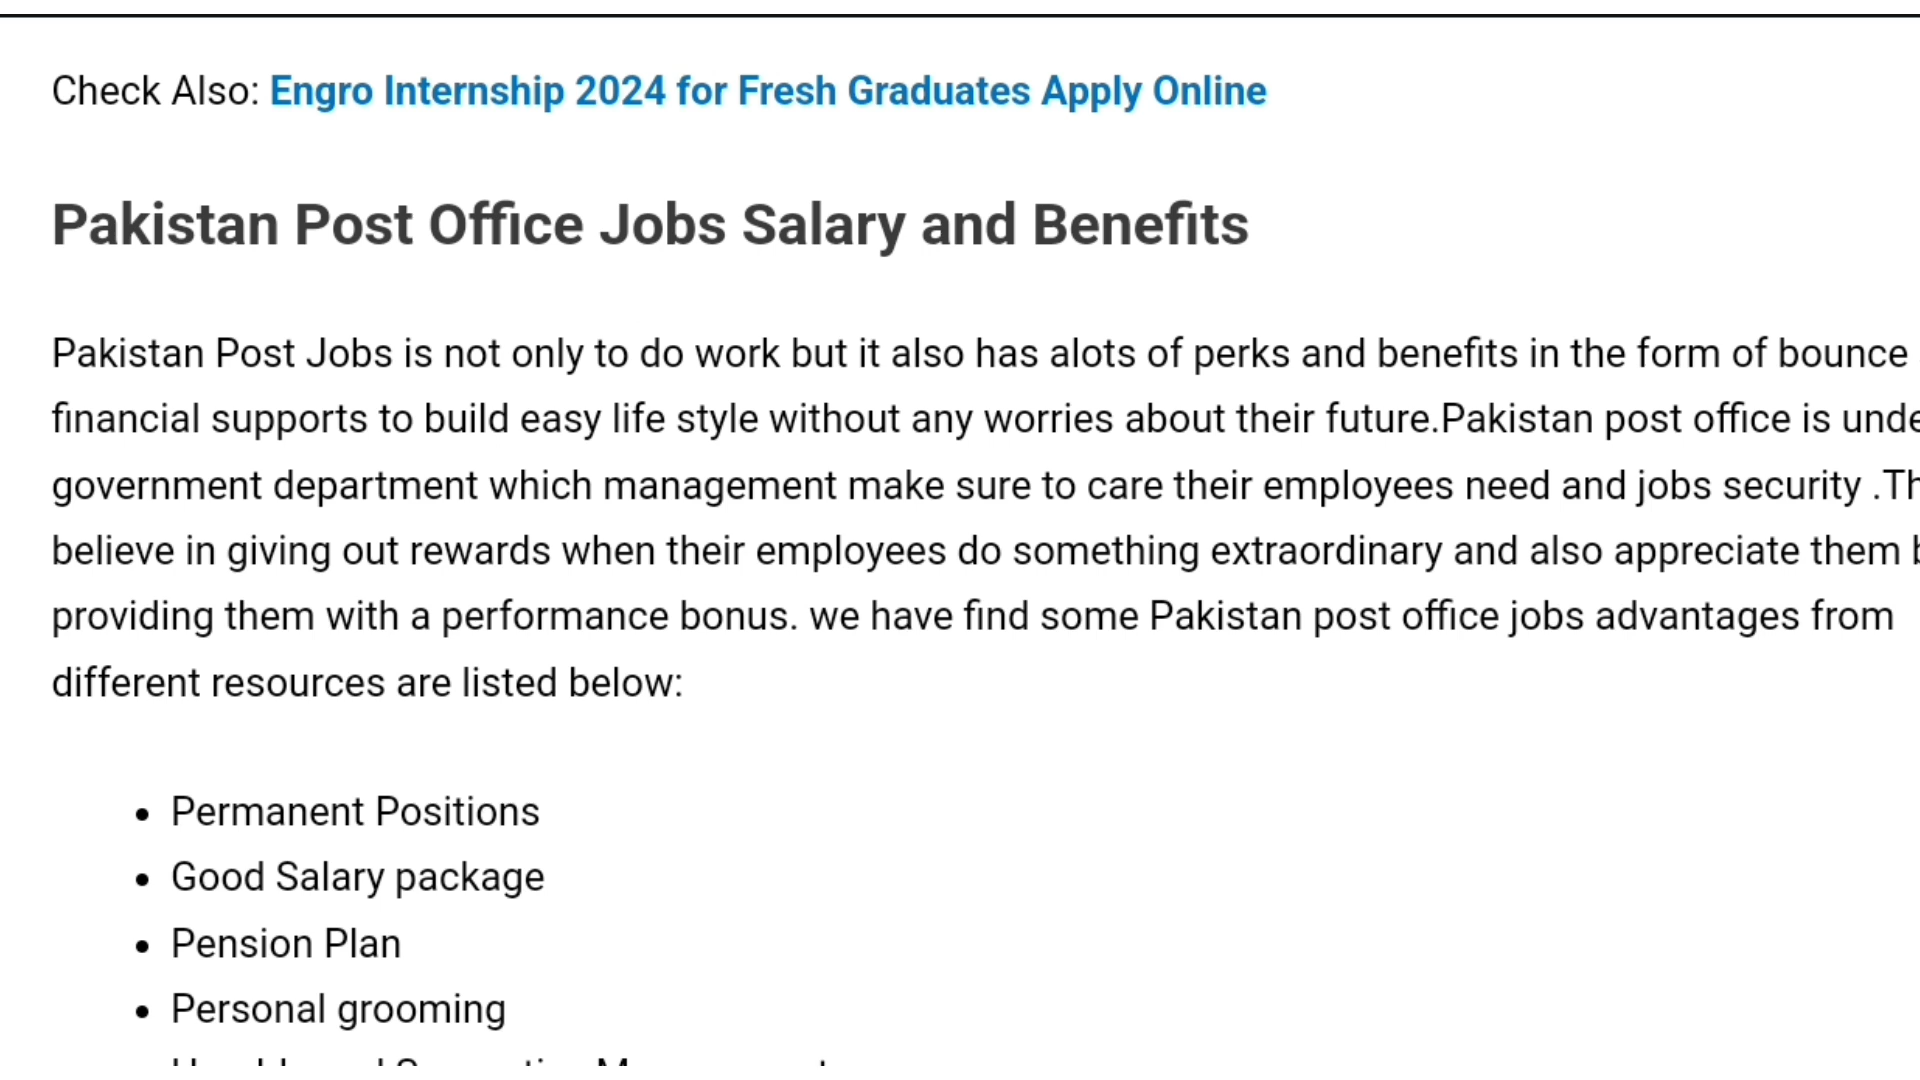 Check Also: Engro Internship 2024 for Fresh Graduates Apply Online
Pakistan Post Office Jobs Salary and Benefits
Pakistan Post Jobs is not only to do work but it also has alots of perks and benefits in the form of bounce
financial supports to build easy life style without any worries about their future.Pakistan post office is unde
government department which management make sure to care their employees need and jobs security .Th
believe in giving out rewards when their employees do something extraordinary and also appreciate them b
providing them with a performance bonus. we have find some Pakistan post office jobs advantages from
different resources are listed below:
• Permanent Positions
• Good Salary package
• Pension Plan
• Personal grooming